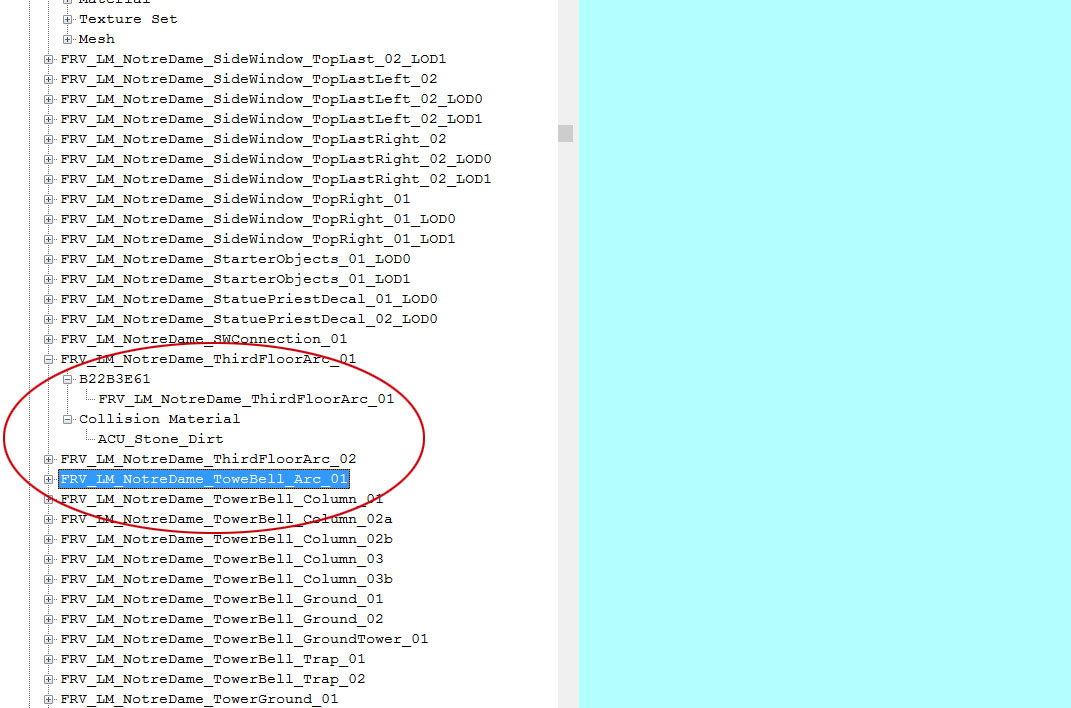 Material
Texture Set
Mesh
FRV_LM_NotreDame_SideWindow_TopLast_02_LOD1
FRV_LM_NotreDame_SideWindow_TopLastLeft_02
FRV_LM_NotreDame_SideWindow_TopLastLeft_02_LOD0
FRV_LM_NotreDame_SideWindow_TopLastLeft_02_LOD1
FRV_LM_NotreDame_SideWindow_TopLastRight_02
FRV_LM_NotreDame_SideWindow_TopLastRight_02_LOD0
FRV_LM_NotreDame_SideWindow_TopLastRight_02_LOD1
FRV_LM_NotreDame_SideWindow_TopRight_01
FRV_LM_NotreDame_SideWindow_TopRight_01_LOD0
FRV_LM_NotreDame_SideWindow_TopRight_01_LOD1
FRV_LM_NotreDame_StarterObjects_01_LOD0
FRV_LM_NotreDame_StarterObjects_01_LOD1
FRV_LM_NotreDame_StatuePriestDecal_01_LOD0
FRV_LM_NotreDame_StatuePriestDecal_02_LOD0
FRV_LM_NotreDame_SWConnection_01
FRV_LM_NotreDame_ThirdFloorArc_01
B22B3E61
FRV_LM_NotreDame_ThirdFloorArc_01
Collision Material
ACU_Stone_Dirt
FRV_LM_NotreDame_ThirdFloorArc_02
FRV_LM_NotreDame_ToweBell_Arc_01
FRV_LM_NotreDame_TowerBell_Column_01
FRV_LM_NotreDame_TowerBell_Column_02a
FRV_LM_NotreDame_TowerBell_Column_02b
FRV_LM_NotreDame_TowerBell_Column_03
FRV_LM_NotreDame_TowerBell_Column_03b
FRV_LM_NotreDame_TowerBell_Ground_01
FRV_LM_NotreDame_TowerBell_Ground_02
FRV_LM_NotreDame_TowerBell_GroundTower_01
FRV_LM_NotreDame_TowerBell_Trap_01
FRV_LM_NotreDame_TowerBell_Trap_02
FRV_LM_NotreDame_TowerGround_01